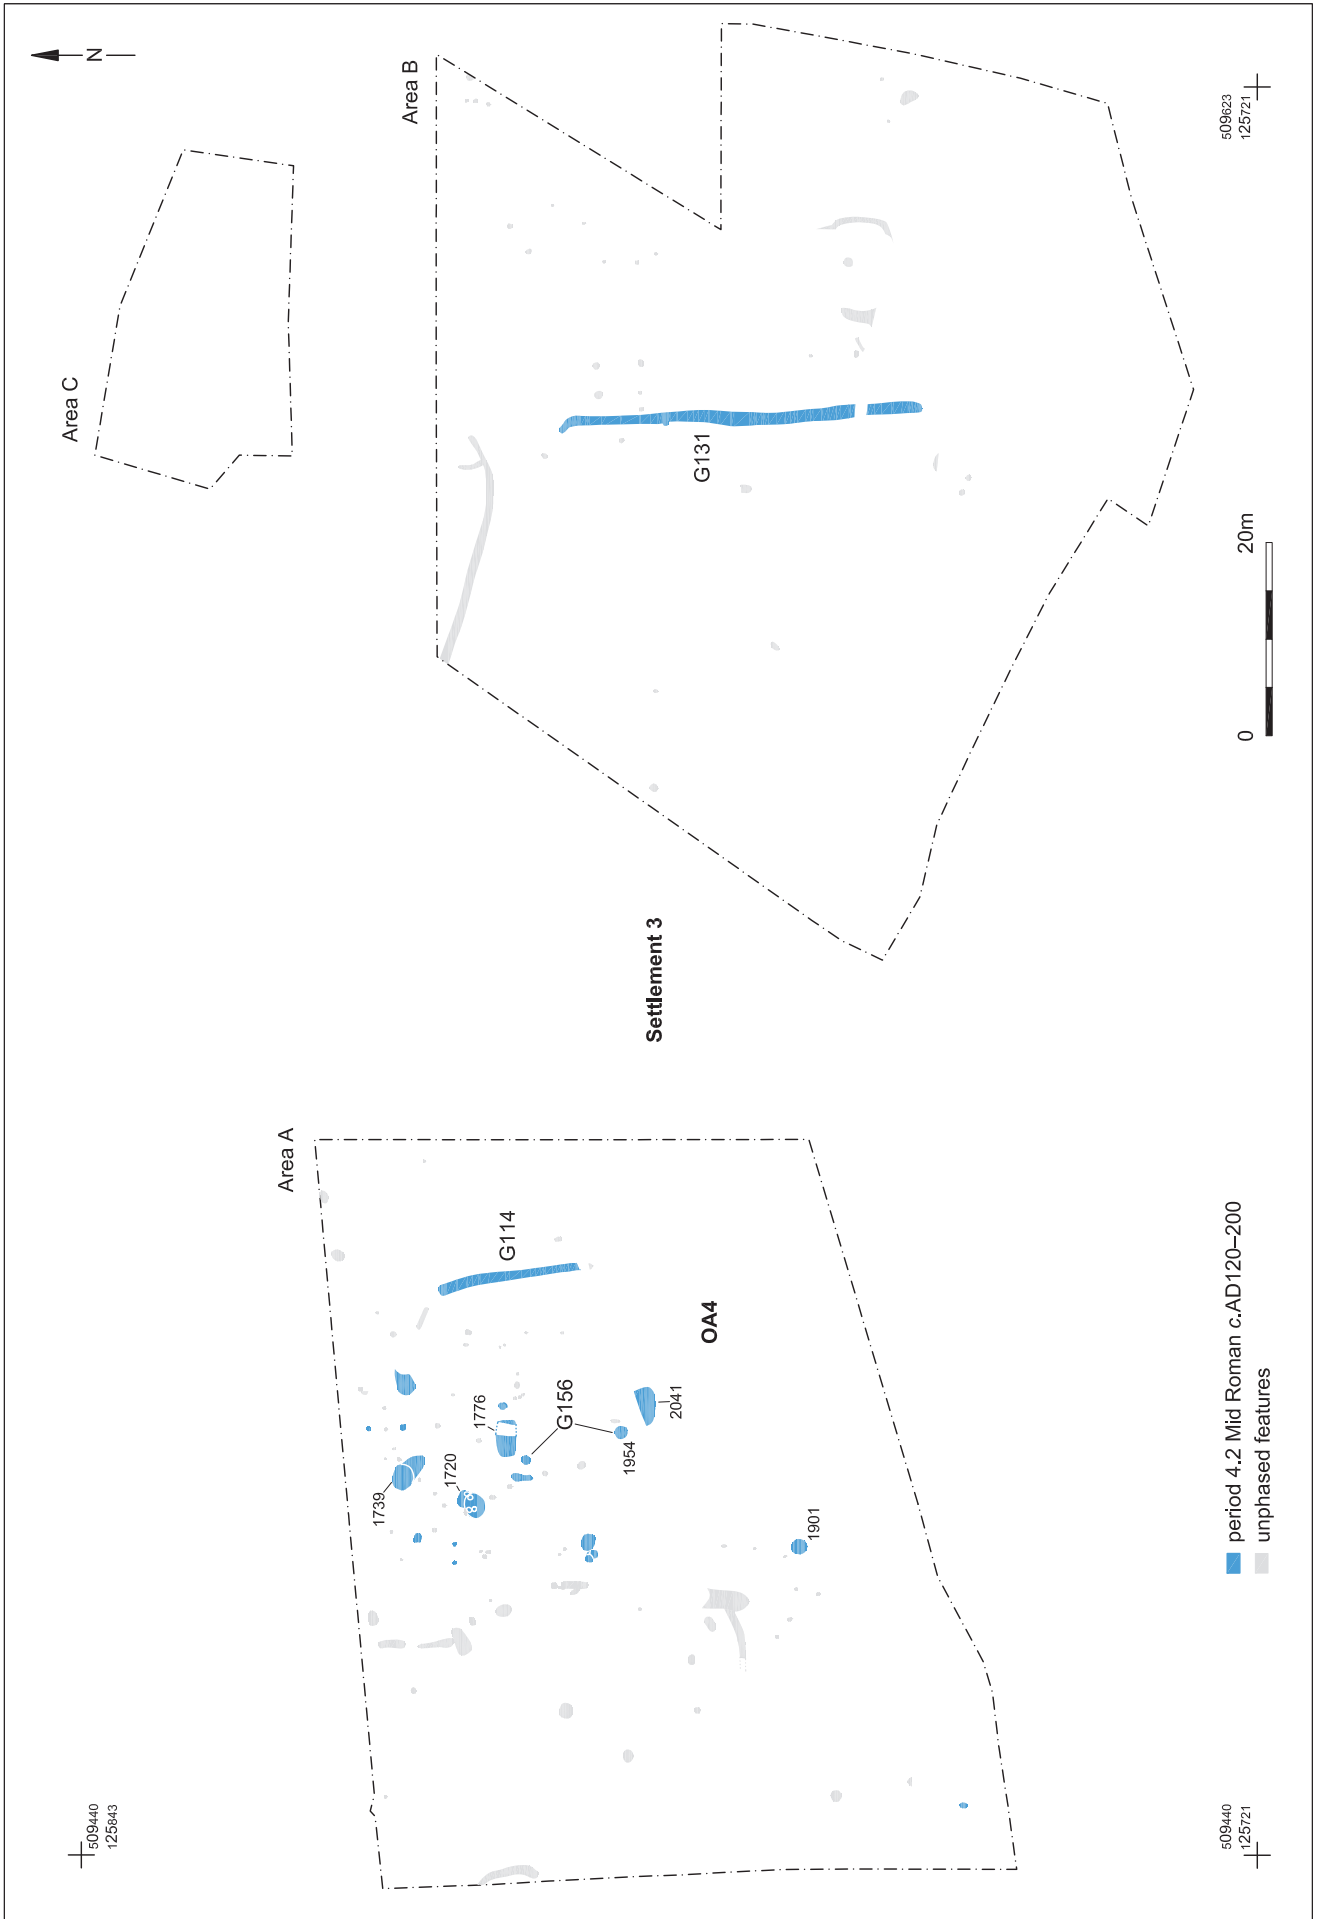 N
Area C
Area B
Area A
509440
125843
509623
125721
509440
125721
Settlement 3
OA4
G131
G114
G156
1739
1720
1776
1954
2041
1901
0
20m
period 4.2 Mid Roman c.AD120–200
unphased features